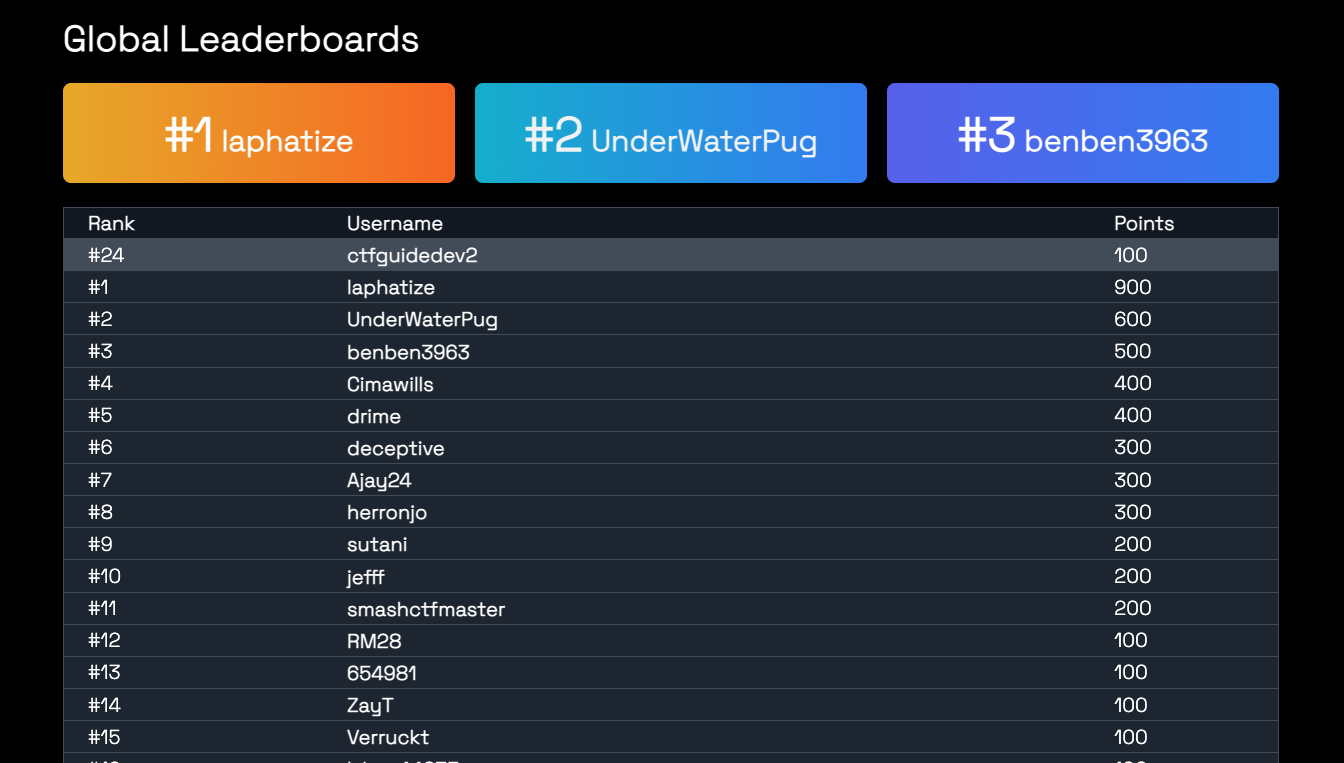 Global Leaderboards
#1 laphatize
#2 UnderWaterPug
#3 benben3963
Rank Username Points
#24 ctfguidedev2 100
#1 laphatize 900
#2 UnderWaterPug 600
#3 benben3963 500
#4 Cimawills 400
#5 drime 400
#6 deceptive 300
#7 Ajay24 300
#8 herronjo 300
#9 sutani 200
#10 jefff 200
#11 smashctfmaster 200
#12 RM28 100
#13 654981 100
#14 ZayT 100
#15 Verruckt 100